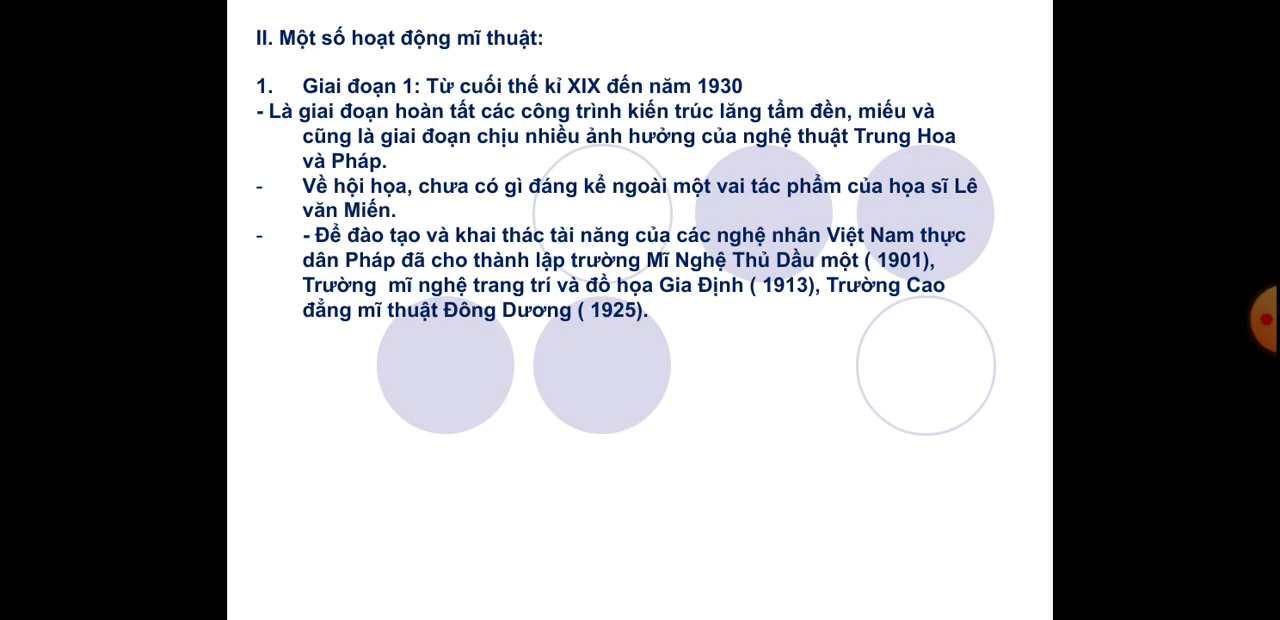 II. Một số hoạt động mĩ thuật:
1. Giai đoạn 1: Từ cuối thế kỉ XIX đến năm 1930
- Là giai đoạn hoàn tất các công trình kiến trúc lăng tẩm đền, miếu và
cũng là giai đoạn chịu nhiều ảnh hưởng của nghệ thuật Trung Hoa
và Pháp.
- Về hội họa, chưa có gì đáng kể ngoài một vai tác phẩm của họa sĩ Lê
văn Miến.
- - Để đào tạo và khai thác tài năng của các nghệ nhân Việt Nam thực
dân Pháp đã cho thành lập trường Mĩ Nghệ Thủ Dầu một ( 1901),
Trường  mĩ nghệ trang trí và đồ họa Gia Định ( 1913), Trường Cao
đẳng mĩ thuật Đông Dương ( 1925).